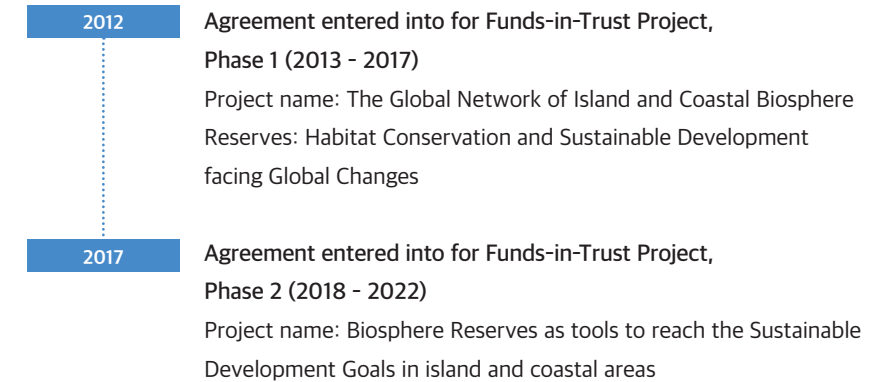 2012
Agreement entered into for Funds-in-Trust Project,
Phase 1 (2013 - 2017)
Project name: The Global Network of Island and Coastal Biosphere
Reserves: Habitat Conservation and Sustainable Development
facing Global Changes
2017
Agreement entered into for Funds-in-Trust Project,
Phase 2 (2018 - 2022)
Project name: Biosphere Reserves as tools to reach the Sustainable
Development Goals in island and coastal areas